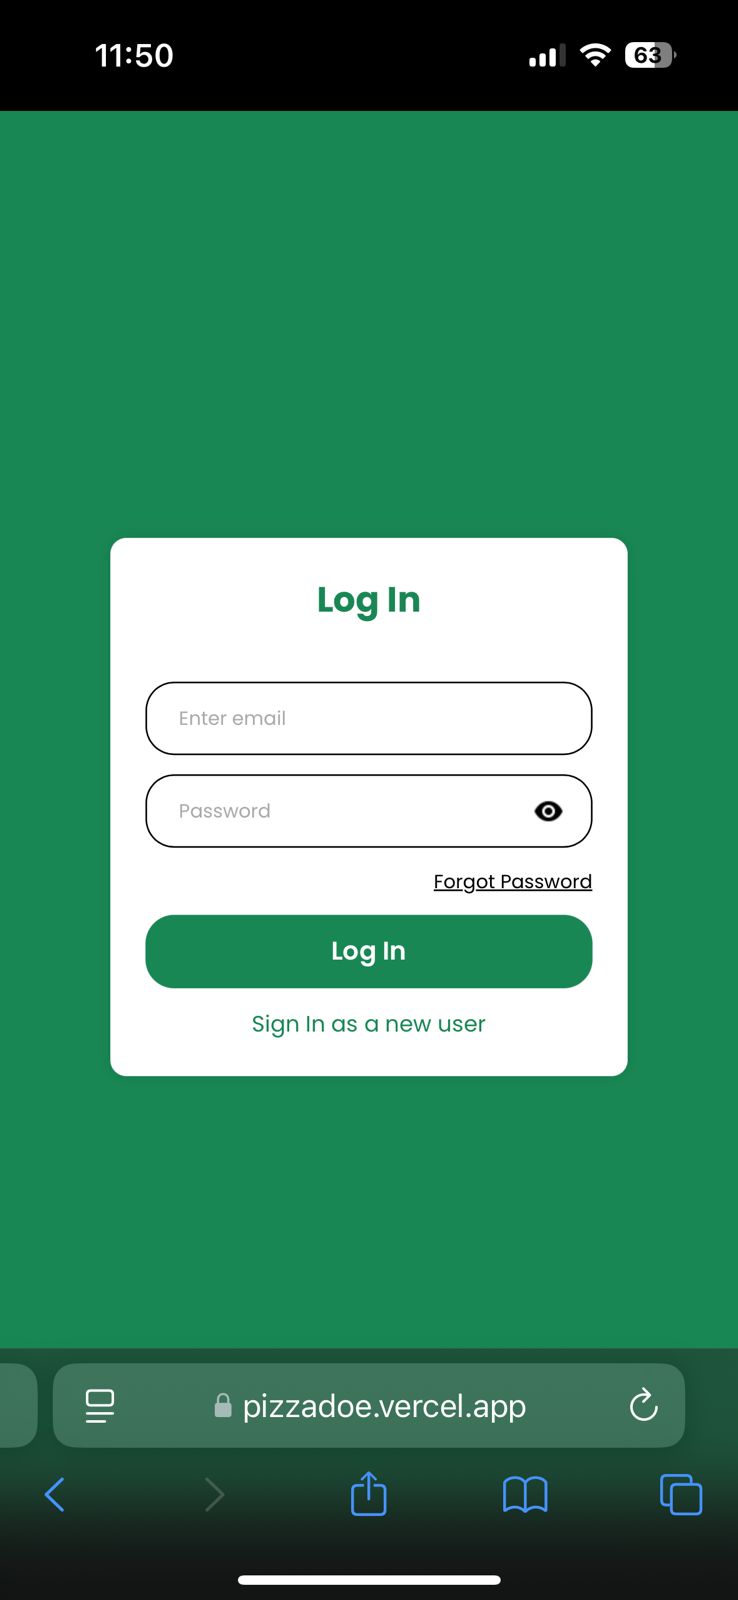 11:50
63
Log In
Enter email
Password
Forgot Password
Log In
Sign In as a new user
pizzadoe.vercel.app